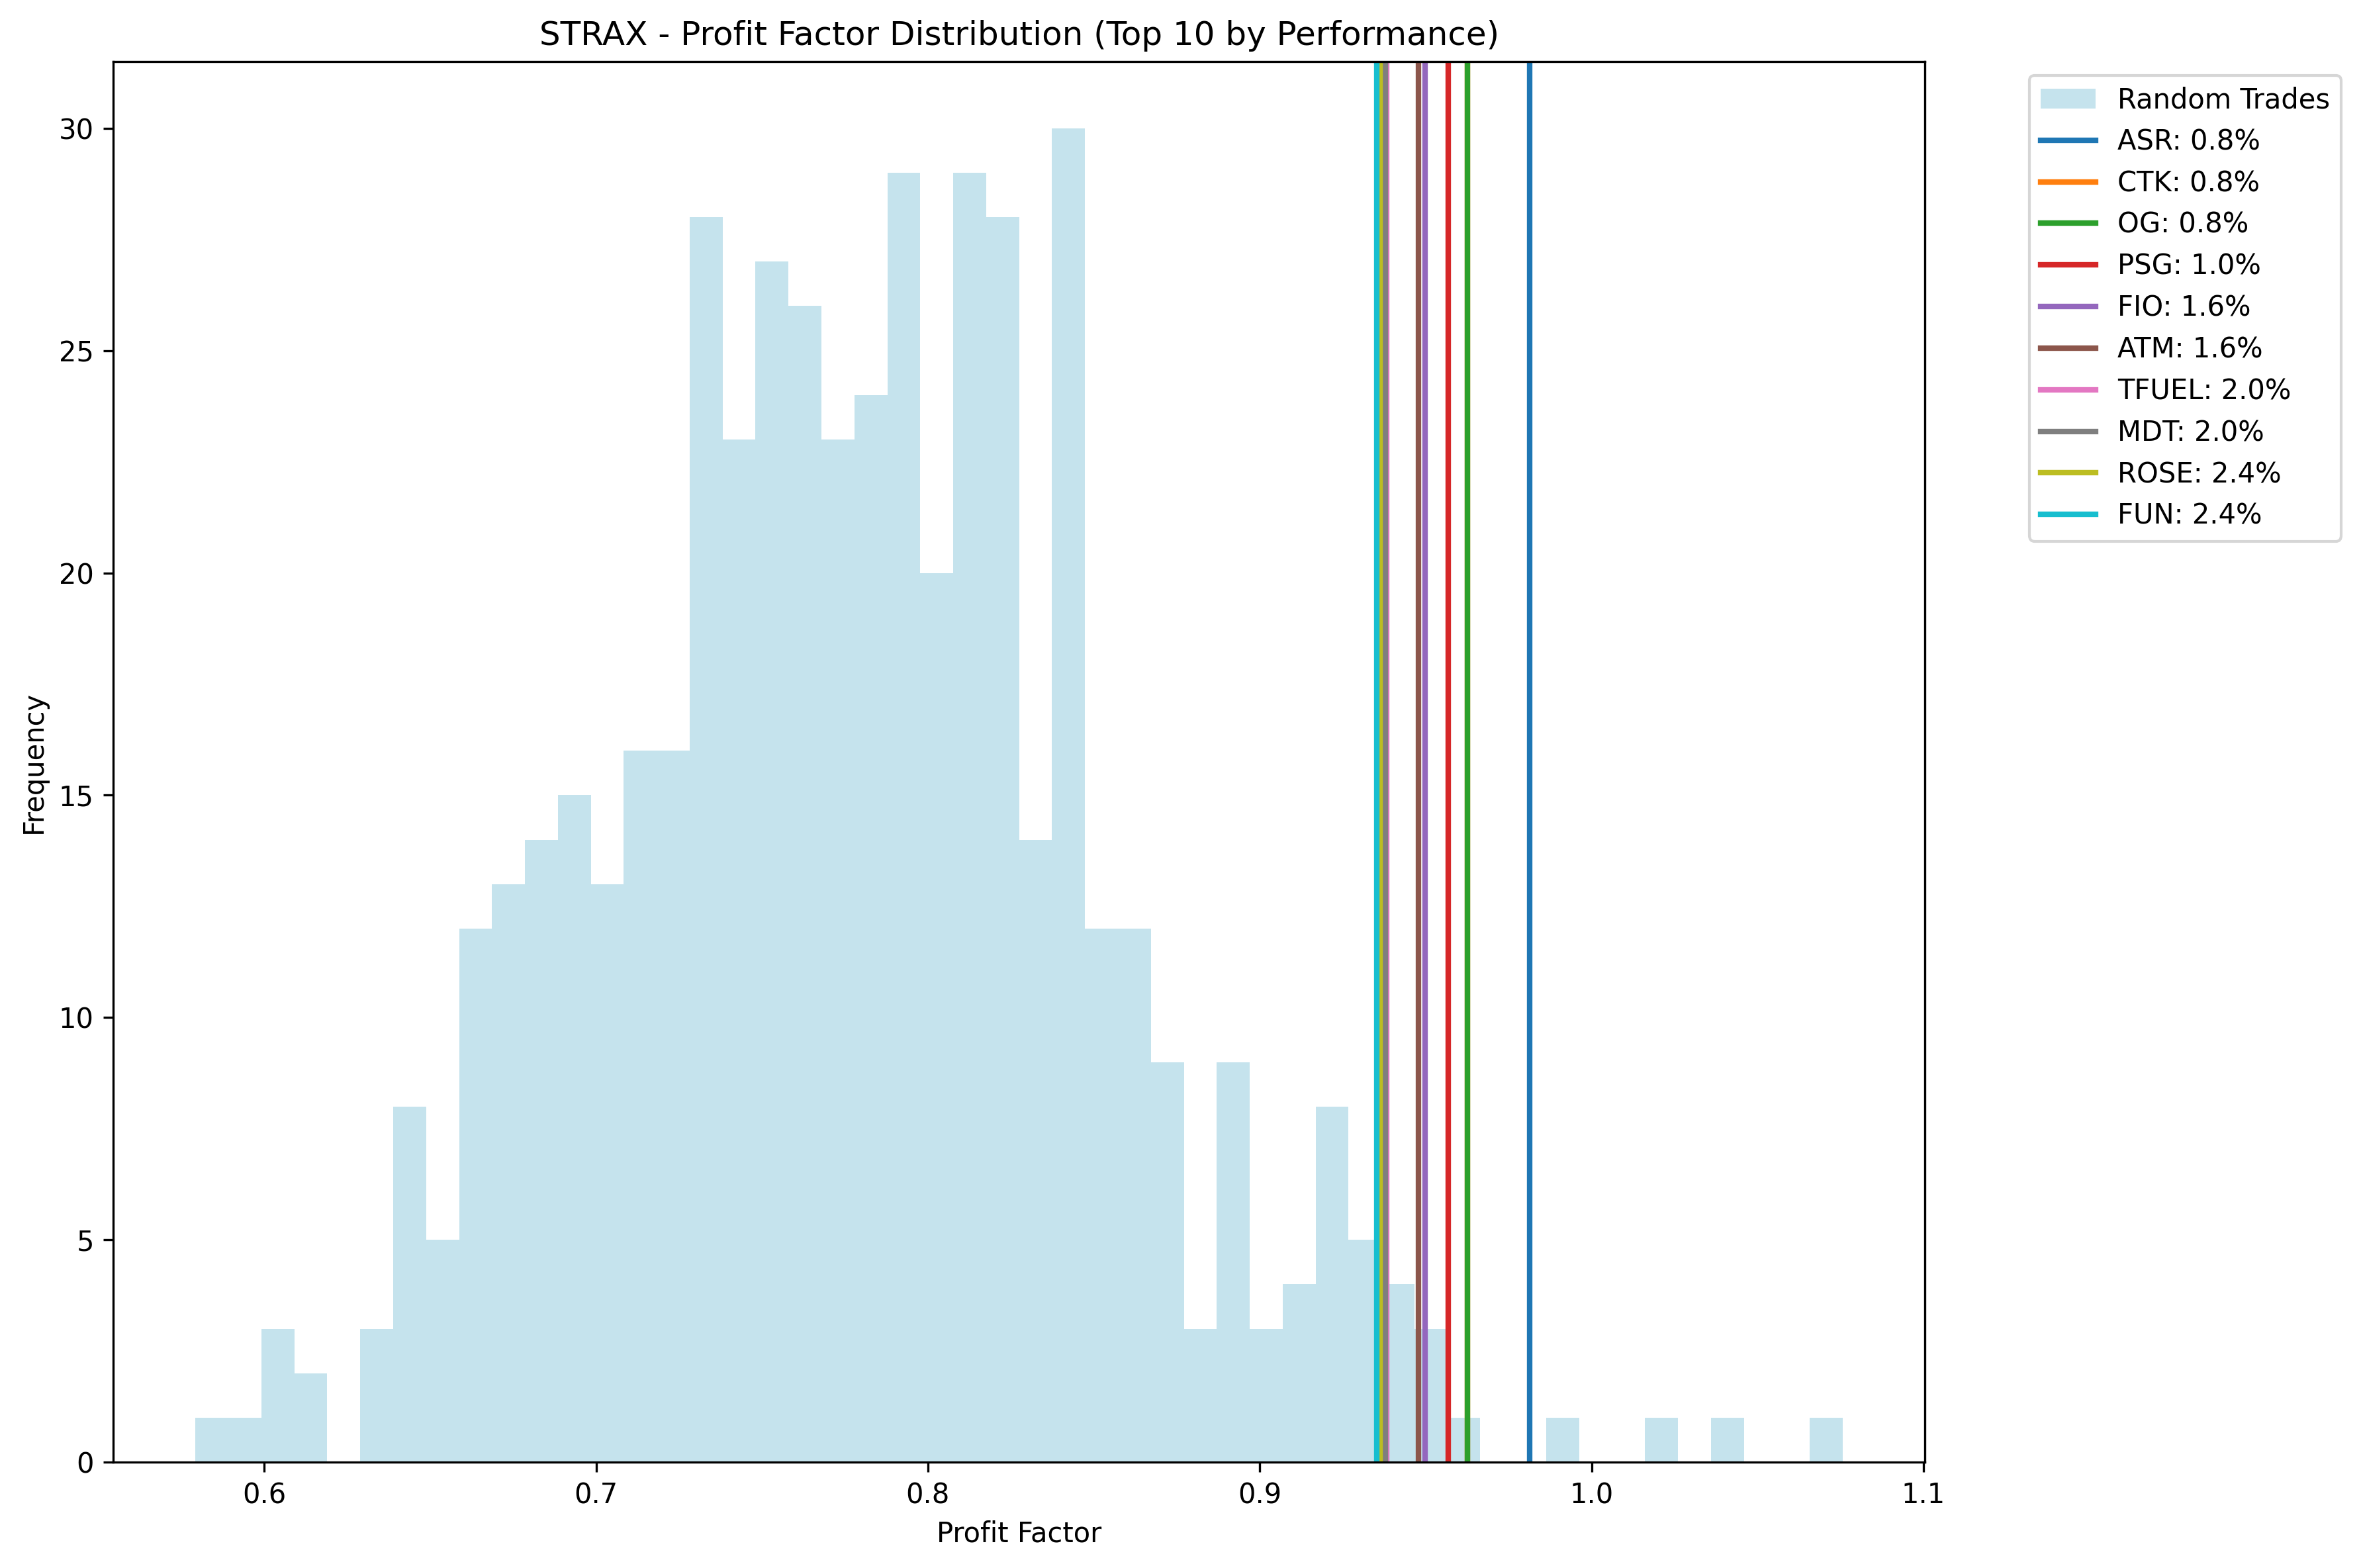 STRAX - Profit Factor Distribution (Top 10 by Performance)
Frequency
30
25
20
15
10
5
0
0.6
0.7
0.8
0.9
1.0
1.1
Profit Factor
Random Trades
ASR: 0.8%
CTK: 0.8%
OG: 0.8%
PSG: 1.0%
FIO: 1.6%
ATM: 1.6%
TFUEL: 2.0%
MDT: 2.0%
ROSE: 2.4%
FUN: 2.4%